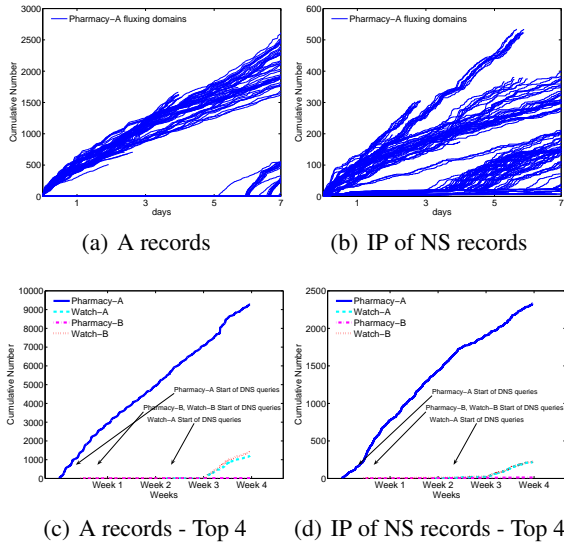 3000
2500
2000
1500
1000
500
0
Cumulative Number
Pharmacy-A fluxing domains
1 3 5 7
days
(a) A records
600
400
300
200
100
0
Cumulative Number
Pharmacy-A fluxing domains
1 3 5 7
days
(b) IP of NS records
10000
9000
8000
7000
6000
5000
4000
3000
2000
1000
0
Cumulative Number
Pharmacy-A
Watch-A
Pharmacy-B
Watch-B
Pharmacy-A Start of DNS queries
Pharmacy-B, Watch-B Start of DNS queries
Watch-A Start of DNS queries
Week 1 Week 2 Week 3 Week 4
Weeks
(c) A records - Top 4
2500
2000
1500
1000
500
0
Cumulative Number
Pharmacy-A
Watch-A
Pharmacy-B
Watch-B
Pharmacy-A Start of DNS queries
Pharmacy-B, Watch-B Start of DNS queries
Watch-A Start of DNS queries
Week 1 Week 2 Week 3 Week 4
Weeks
(d) IP of NS records - Top 4